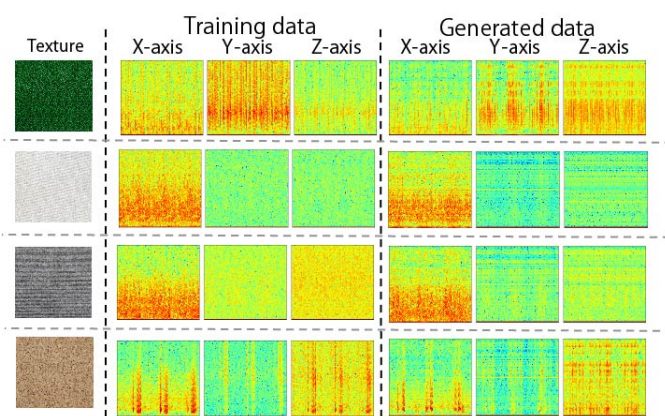 Training data Generated data
Texture X-axis Y-axis Z-axis X-axis Y-axis Z-axis